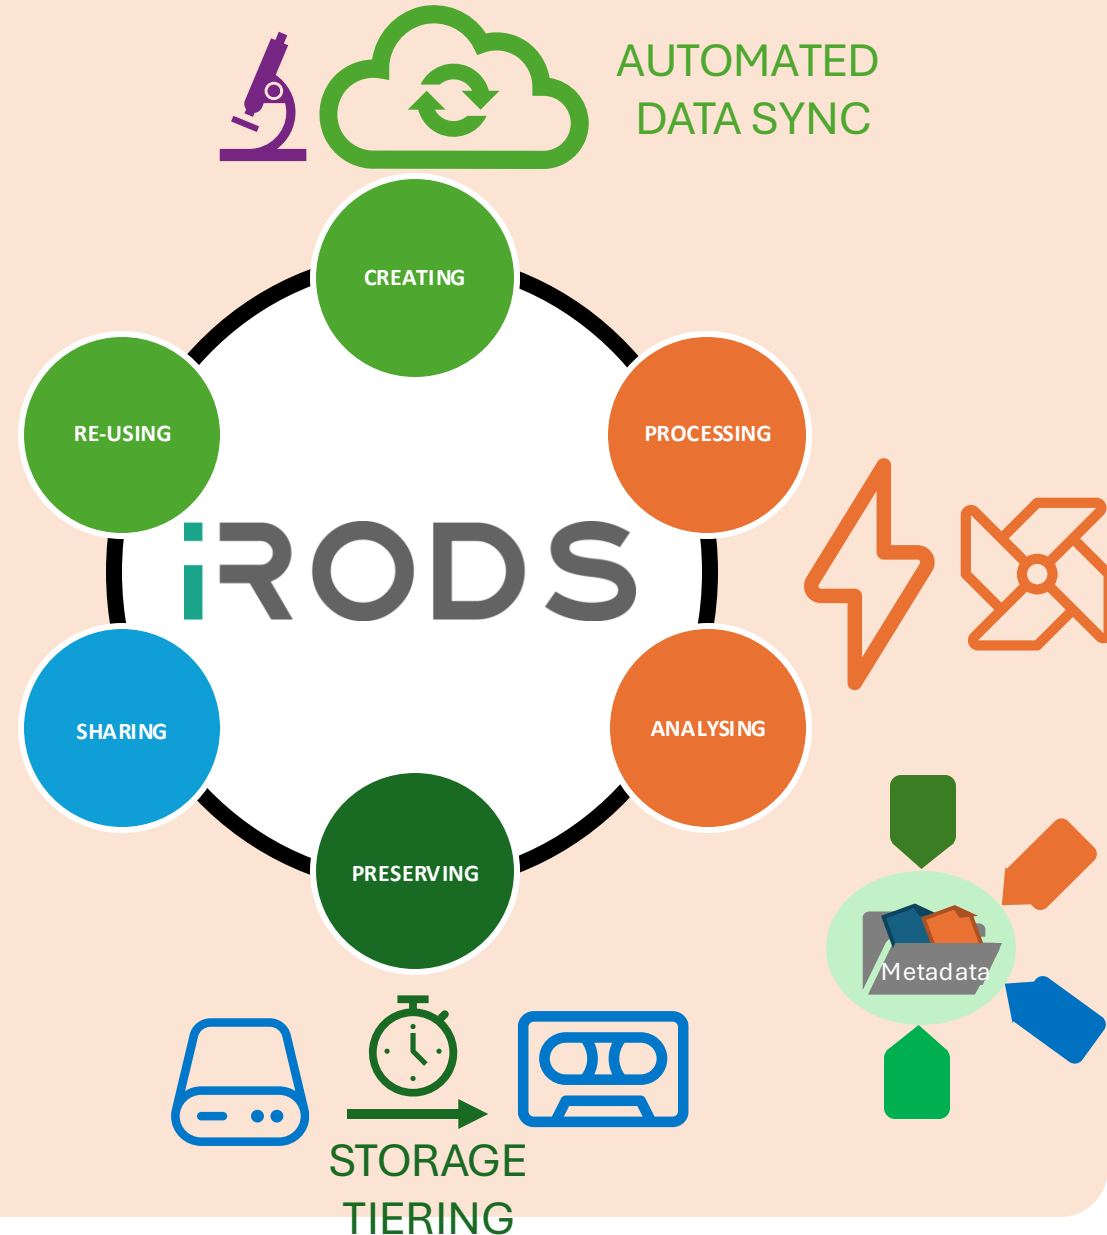 AUTOMATED
DATA SYNC
CREATING
RE-USING
PROCESSING
iRODS
SHARING
ANALYSING
PRESERVING
Metadata
STORAGE
TIERING